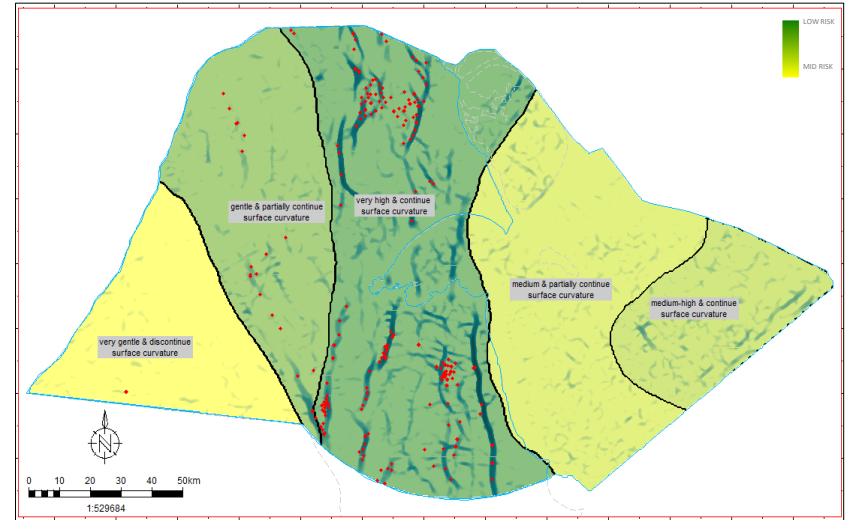 LOW RISK
MID RISK
gentle & partially continue
surface curvature
very high & continue
surface curvature
medium & partially continue
surface curvature
medium-high & continue
surface curvature
very gentle & discontinue
surface curvature
N
0 10 20 30 40 50km
1:529684